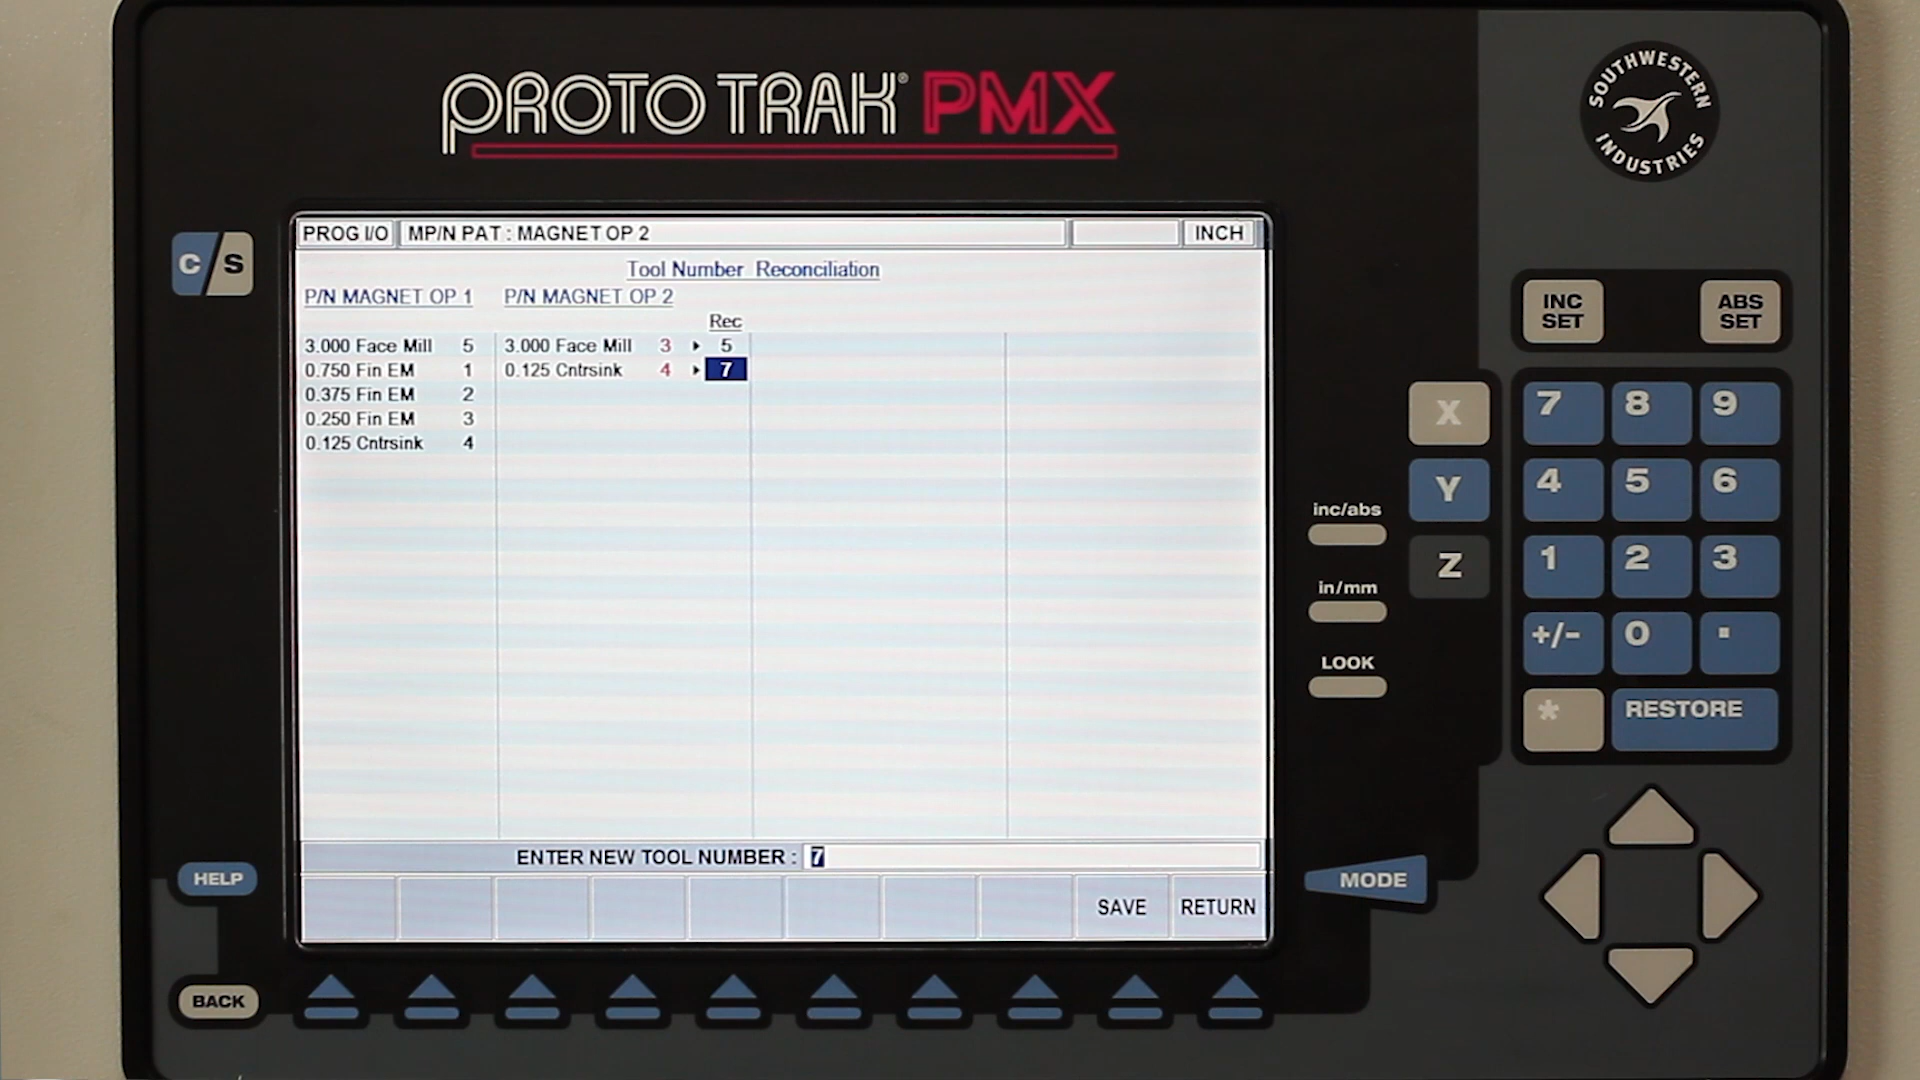 PROTO TRAK® PMX
SOUTHWESTERN INDUSTRIES
C/S
PROG I/O MP/N PAT : MAGNET OP 2 INCH
Tool Number Reconciliation
P/N MAGNET OP 1 P/N MAGNET OP 2
Rec
3.000 Face Mill 5 3.000 Face Mill 3 5
0.750 Fin EM 1 0.125 Cntrsink 4 7
0.375 Fin EM 2
0.250 Fin EM 3
0.125 Cntrsink 4
ENTER NEW TOOL NUMBER : 7
SAVE RETURN
HELP
BACK
INC SET
ABS SET
X
Y
Z
inc/abs
in/mm
LOOK
7 8 9
4 5 6
1 2 3
+/- 0 .
* RESTORE
MODE